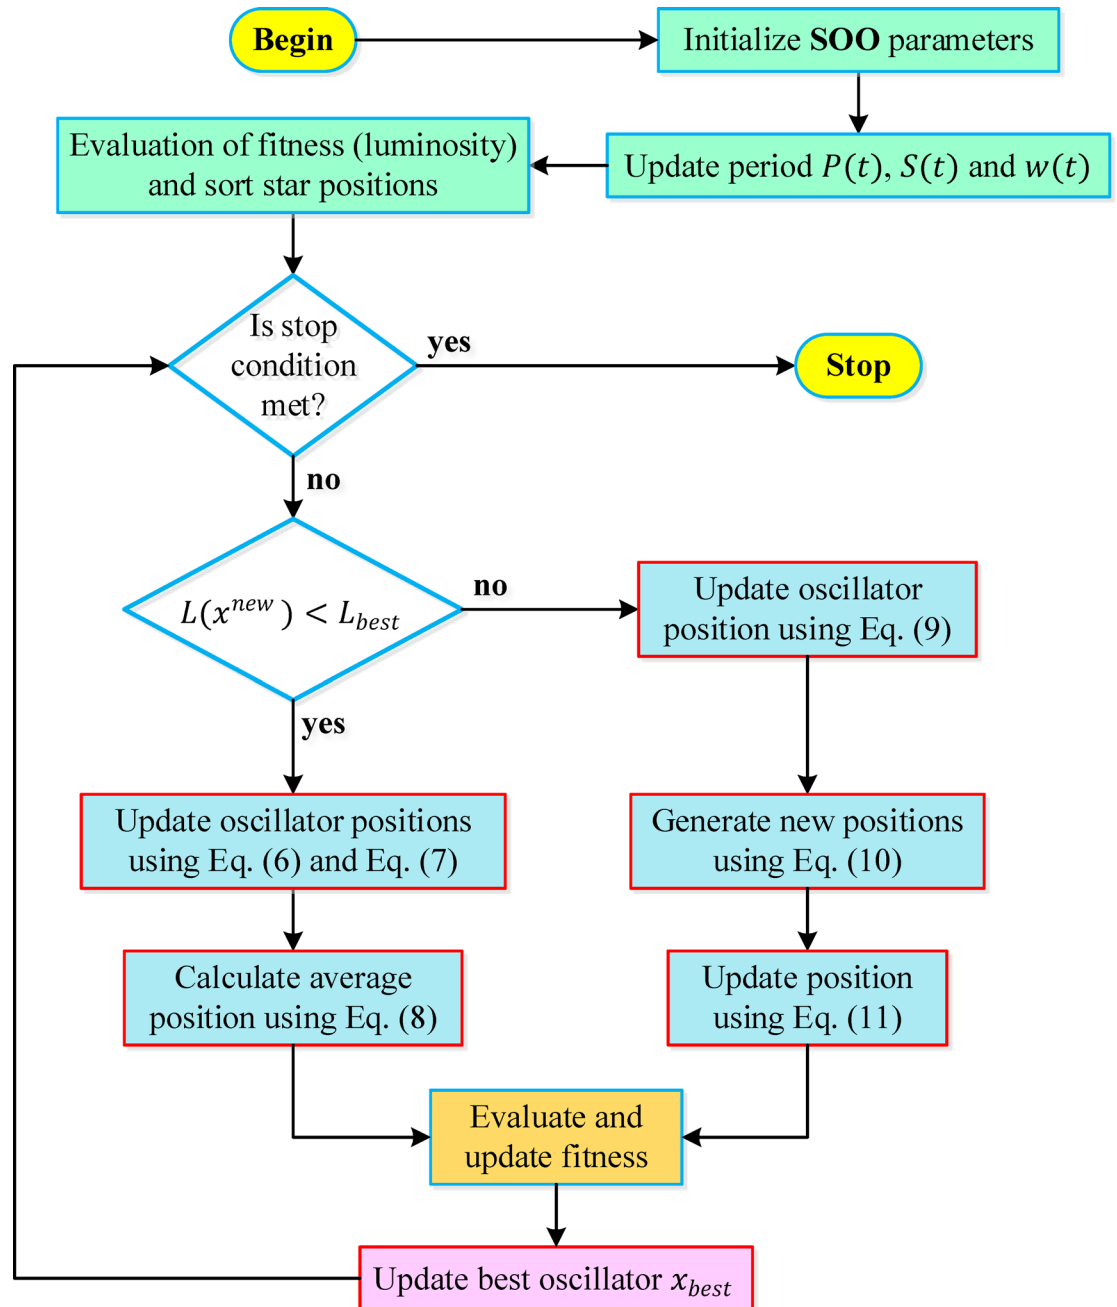 Begin
Initialize SOO parameters
Update period P(t), S(t) and w(t)
Evaluation of fitness (luminosity)
and sort star positions
Is stop
condition
met?
yes
Stop
no
L(x^new) < L_best
no
Update oscillator
position using Eq. (9)
yes
Update oscillator positions
using Eq. (6) and Eq. (7)
Generate new positions
using Eq. (10)
Calculate average
position using Eq. (8)
Update position
using Eq. (11)
Evaluate and
update fitness
Update best oscillator x_best